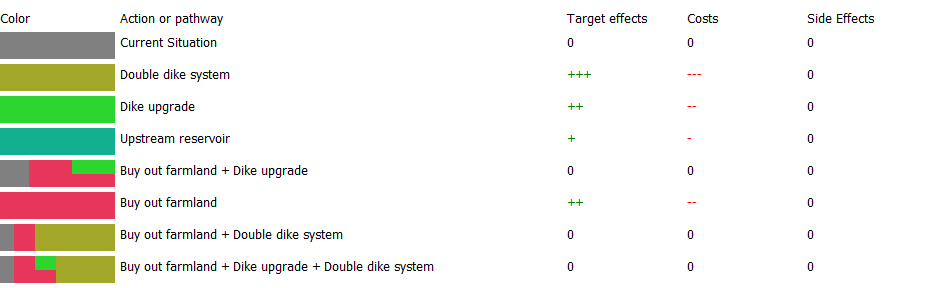 Color Action or pathway Target effects Costs Side Effects
Current Situation 0 0 0
Double dike system +++ --- 0
Dike upgrade ++ -- 0
Upstream reservoir + - 0
Buy out farmland + Dike upgrade 0 0 0
Buy out farmland ++ -- 0
Buy out farmland + Double dike system 0 0 0
Buy out farmland + Dike upgrade + Double dike system 0 0 0